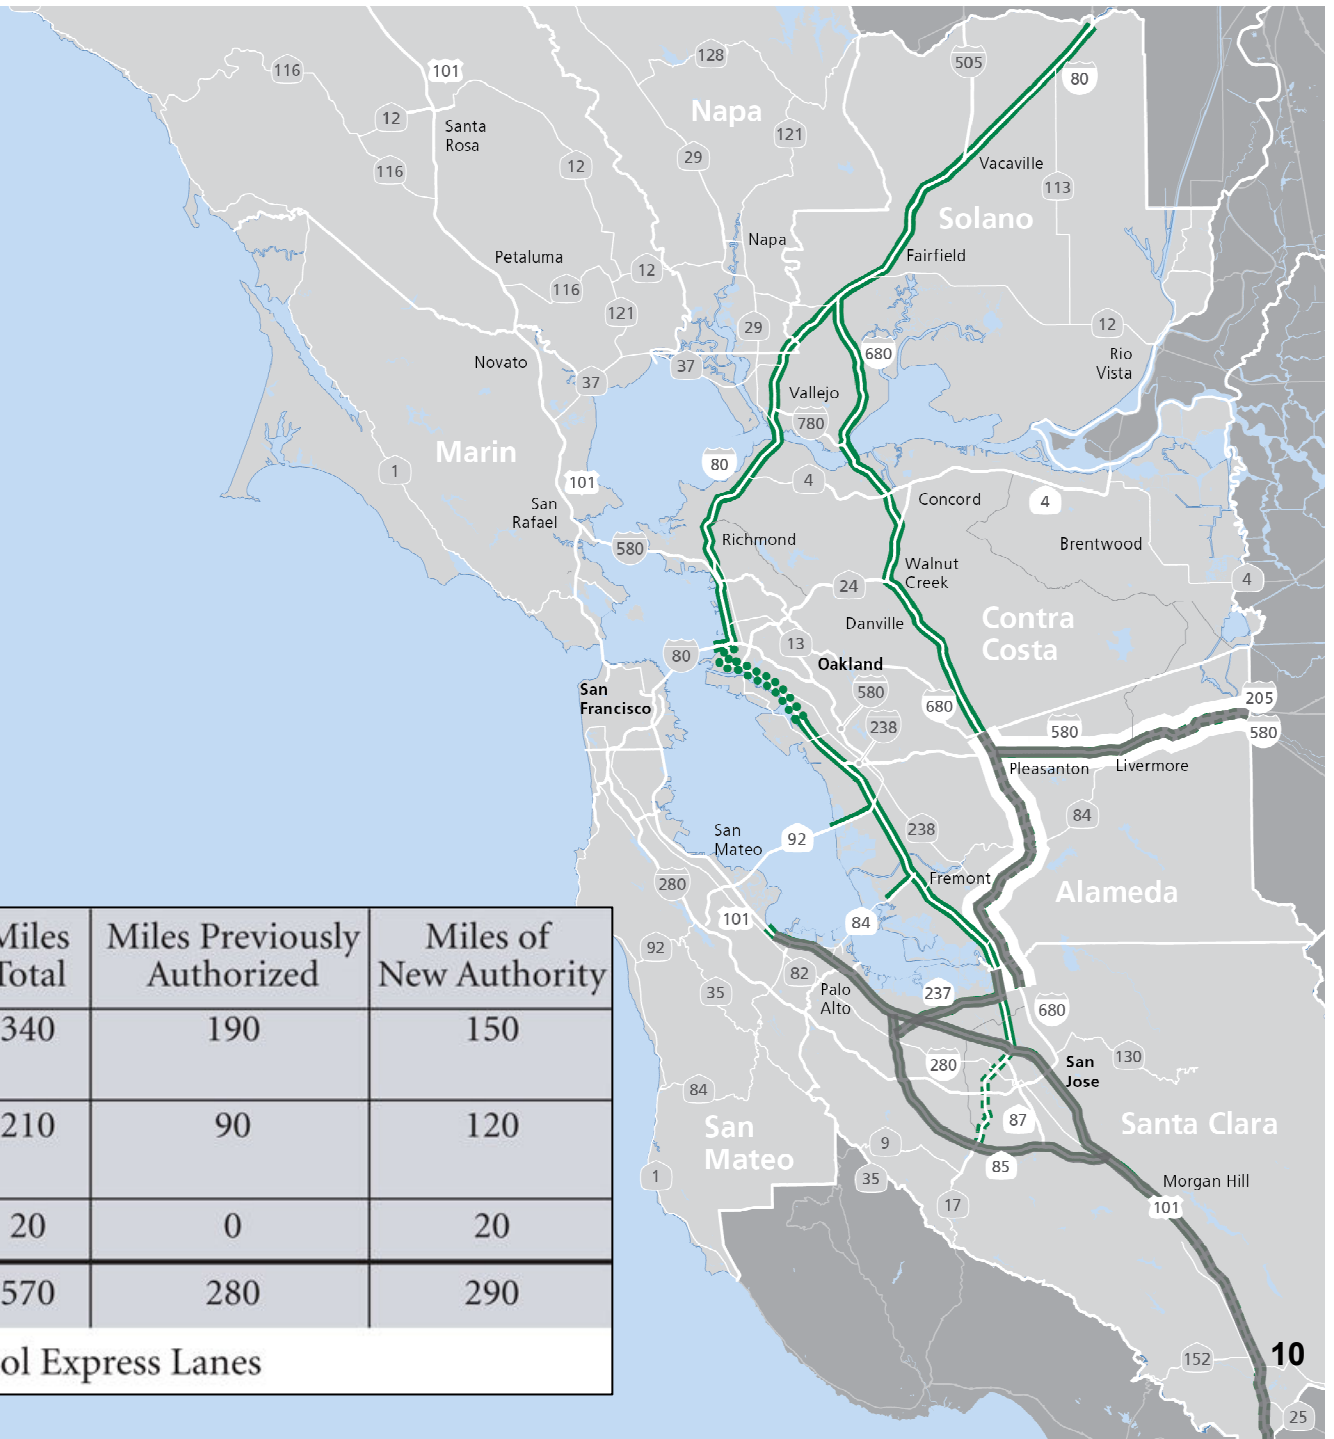 116
101
128
505
80
12
Santa
Rosa
Napa
121
29
116
12
Vacaville
113
Solano
Napa
Petaluma
12
Fairfield
116
121
29
12
Novato
37
37
680
Rio
Vista
Vallejo
780
Marin
1
101
80
4
Concord
4
San
Rafael
580
Richmond
Brentwood
Walnut
Creek
24
4
Danville
Contra
Costa
13
80
Oakland
580
San
Francisco
680
238
205
580
580
Pleasanton
Livermore
84
San
Mateo
92
238
280
Fremont
Alameda
101
84
92
82
35
Palo
Alto
237
680
280
San
Jose
130
84
87
Santa Clara
San
Mateo
9
85
1
35
17
Morgan Hill
101
152
10
25
Miles
Total
Miles Previously
Authorized
Miles of
New Authority
340 190 150
210 90 120
20 0 20
570 280 290
ol Express Lanes